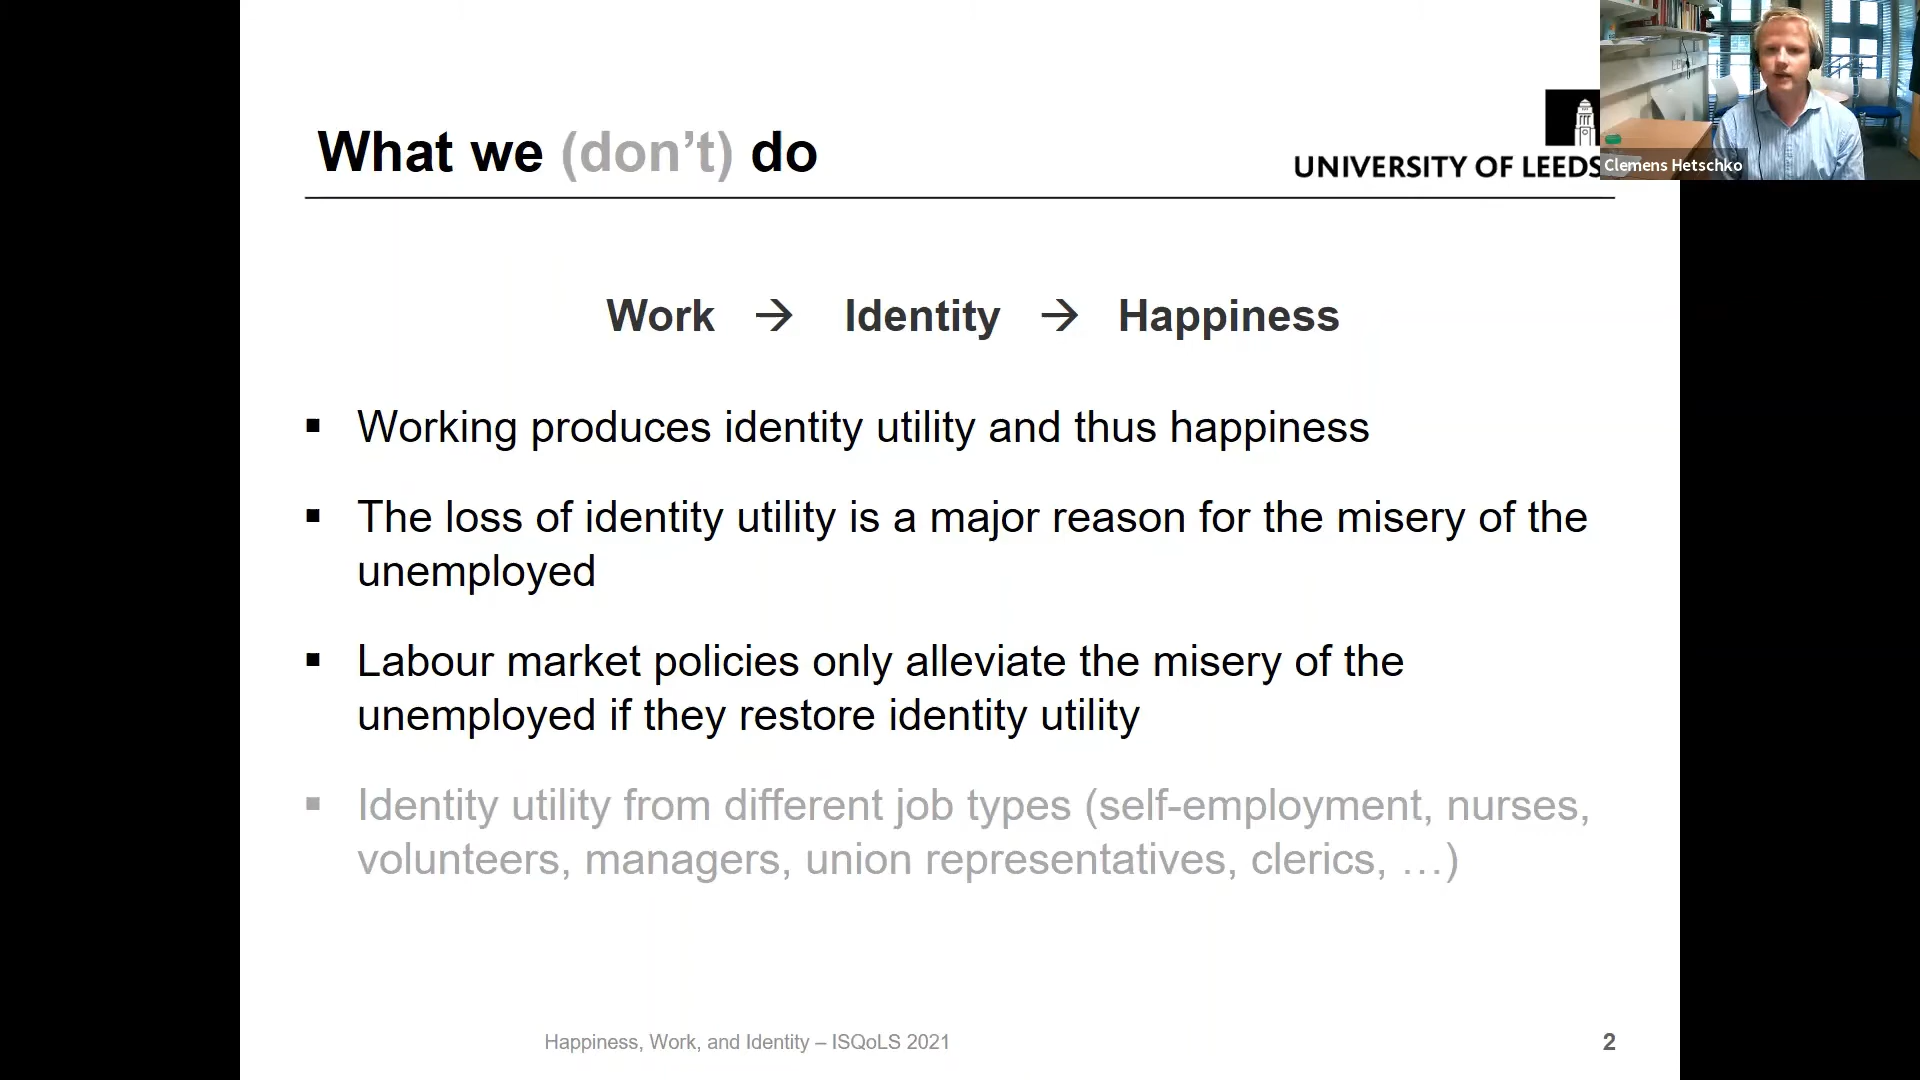 What we (don’t) do
UNIVERSITY OF LEEDS
Clemens Hetschko
Work → Identity → Happiness
▪ Working produces identity utility and thus happiness
▪ The loss of identity utility is a major reason for the misery of the
unemployed
▪ Labour market policies only alleviate the misery of the
unemployed if they restore identity utility
▪ Identity utility from different job types (self-employment, nurses,
volunteers, managers, union representatives, clerics, …)
Happiness, Work, and Identity – ISQoLS 2021
2